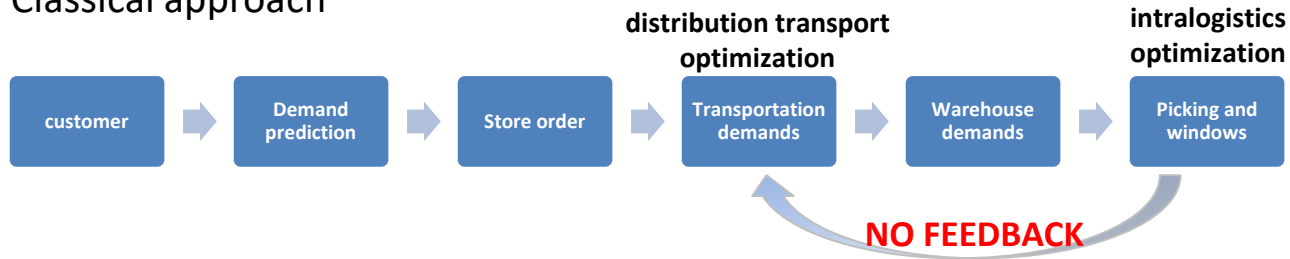 Classical approach
distribution transport
optimization
intralogistics
optimization
customer
Demand
prediction
Store order
Transportation
demands
Warehouse
demands
Picking and
windows
NO FEEDBACK